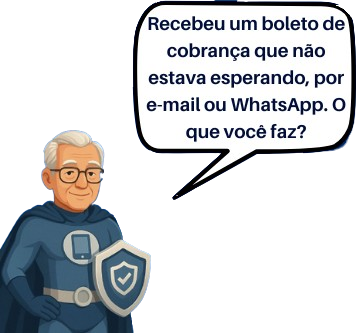 Recebeu um boleto de
cobrança que não
estava esperando, por
e-mail ou WhatsApp. O
que você faz?